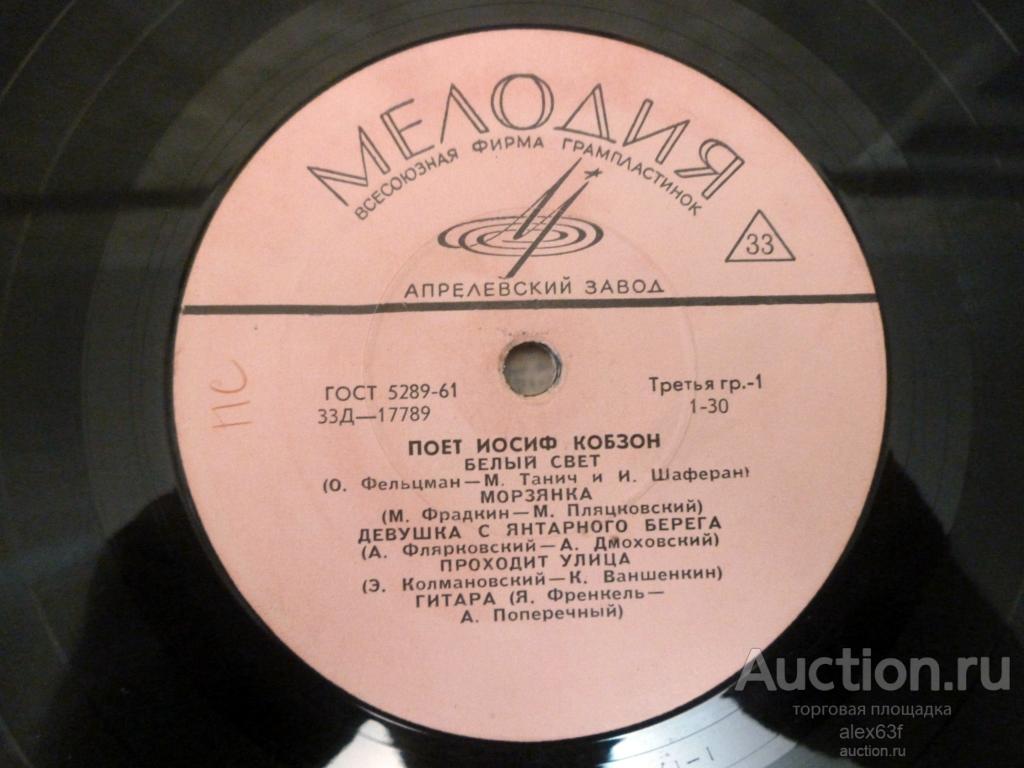 МЕЛОДИЯ
ВСЕСОЮЗНАЯ ФИРМА ГРАМПЛАСТИНОК
33
АПРЕЛЕВСКИЙ ЗАВОД
ПС
ГОСТ 5289-61
Третья гр.-1
33Д—17789
1-30
ПОЕТ ИОСИФ КОБЗОН
БЕЛЫЙ СВЕТ
(О. Фельцман—М. Танич и И. Шаферан)
МОРЗЯНКА
(М. Фрадкин—М. Пляцковский)
ДЕВУШКА С ЯНТАРНОГО БЕРЕГА
(А. Флярковский—А. Дмоховский)
ПРОХОДИТ УЛИЦА
(Э. Колмановский—К. Ваншенкин)
ГИТАРА (Я. Френкель—
А. Поперечный)
Auction.ru
торговая площадка
alex63f
auction.ru